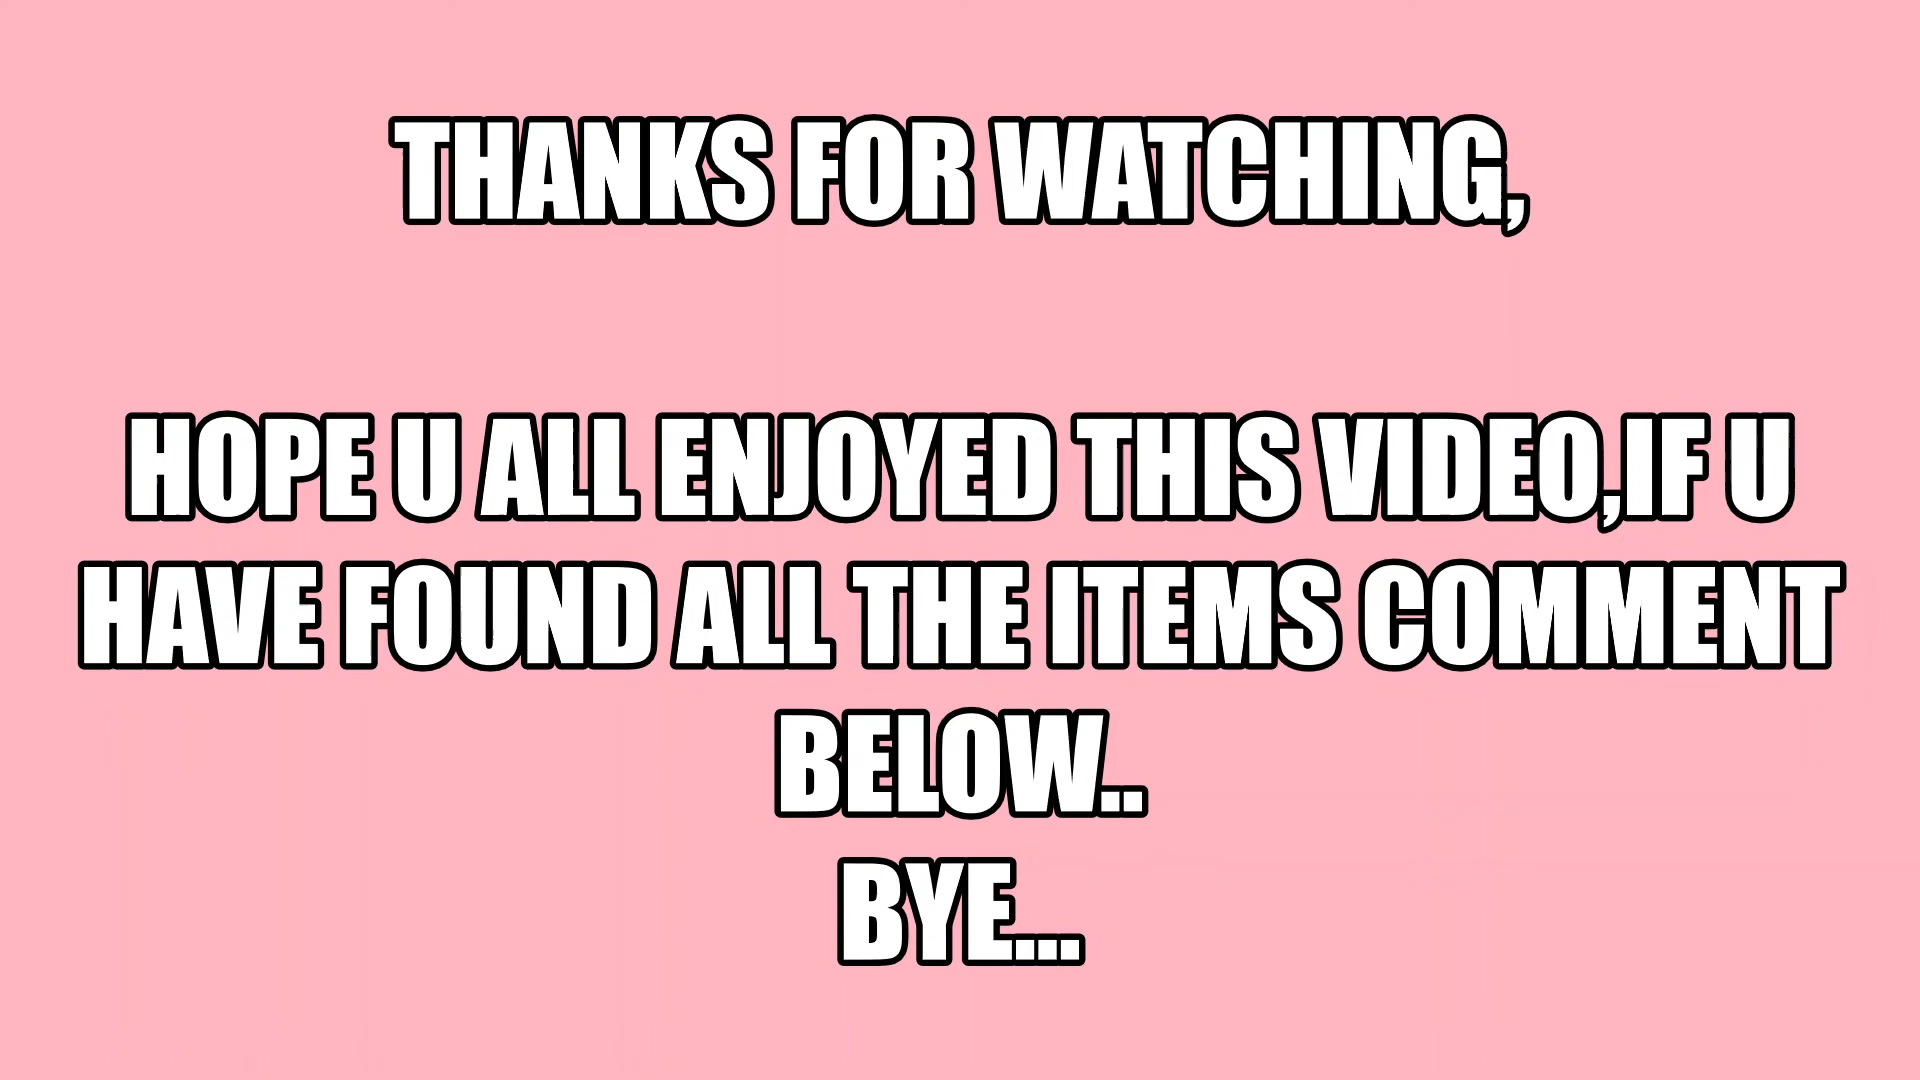 THANKS FOR WATCHING,
HOPE U ALL ENJOYED THIS VIDEO,IF U
HAVE FOUND ALL THE ITEMS COMMENT
BELOW..
BYE...